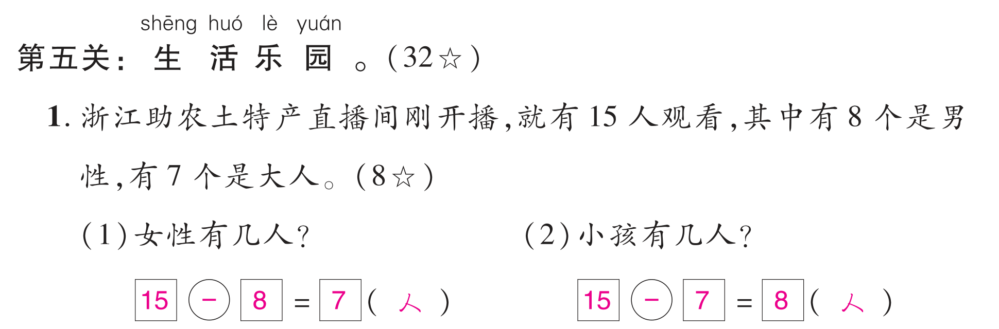 shēng huó lè yuán
第五关：生活乐园。(32☆)
1. 浙江助农土特产直播间刚开播,就有15人观看,其中有8个是男
性,有7个是大人。(8☆)
(1)女性有几人? (2)小孩有几人?
15 - 8 = 7 ( 人 ) 15 - 7 = 8 ( 人 )